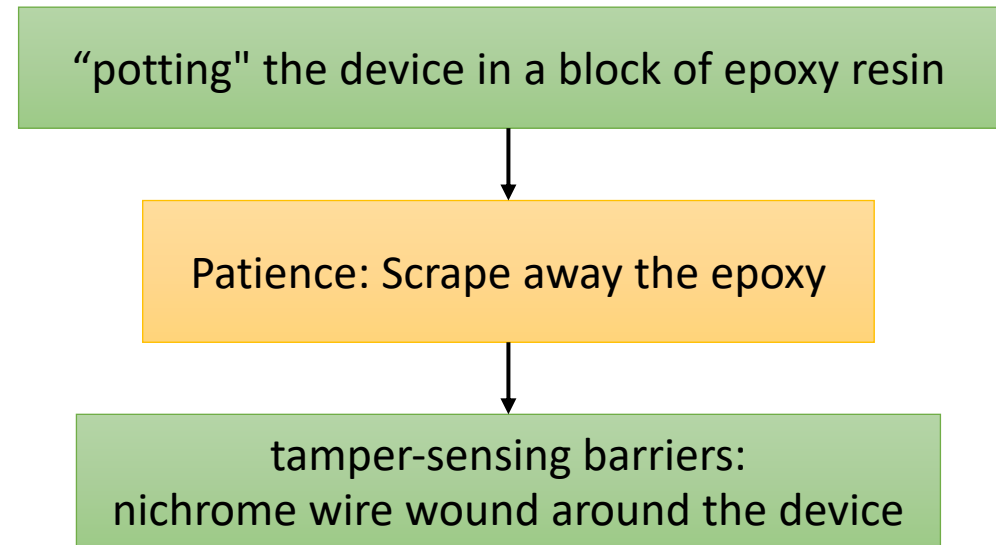 “potting" the device in a block of epoxy resin
Patience: Scrape away the epoxy
tamper-sensing barriers:
nichrome wire wound around the device